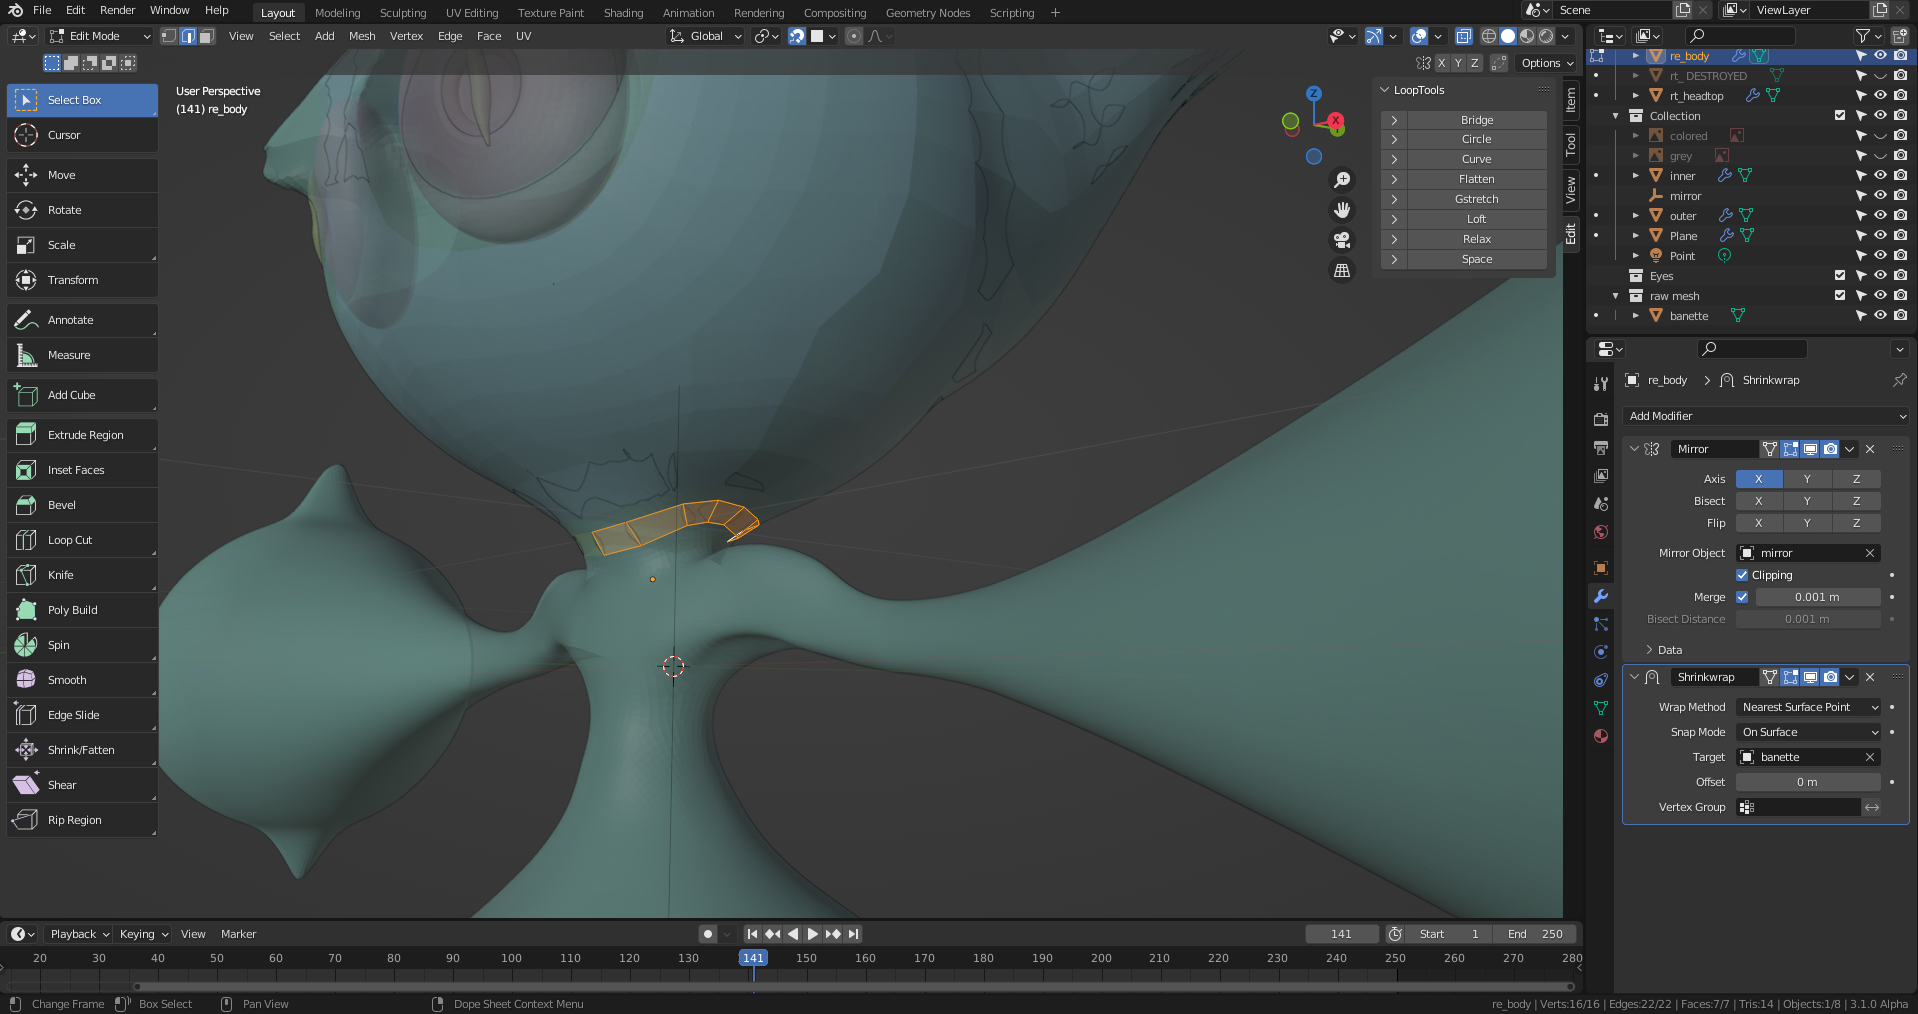 File Edit Render Window Help Layout Modeling Sculpting UV Editing Texture Paint Shading Animation Rendering Compositing Geometry Nodes Scripting + Scene ViewLayer
Edit Mode View Select Add Mesh Vertex Edge Face UV Global
X Y Z Options
Select Box
Cursor
Move
Rotate
Scale
Transform
Annotate
Measure
Add Cube
Extrude Region
Inset Faces
Bevel
Loop Cut
Knife
Poly Build
Spin
Smooth
Edge Slide
Shrink/Fatten
Shear
Rip Region
User Perspective
(141) re_body
Z
X
LoopTools
Bridge
Circle
Curve
Flatten
Gstretch
Loft
Relax
Space
Item
Tool
View
Edit
re_body
rt_DESTROYED
rt_headtop
Collection
colored
grey
inner
mirror
outer
Plane
Point
Eyes
raw mesh
banette
re_body > Shrinkwrap
Add Modifier
Mirror
Axis X Y Z
Bisect X Y Z
Flip X Y Z
Mirror Object mirror
Clipping
Merge 0.001 m
Bisect Distance 0.001 m
Data
Shrinkwrap
Wrap Method Nearest Surface Point
Snap Mode On Surface
Target banette
Offset 0 m
Vertex Group
Playback Keying View Marker 141 Start 1 End 250
20 30 40 50 60 70 80 90 100 110 120 130 141 150 160 170 180 190 200 210 220 230 240 250 260 270 280
Change Frame Box Select Pan View Dope Sheet Context Menu re_body | Verts:16/16 | Edges:22/22 | Faces:7/7 | Tris:14 | Objects:1/8 | 3.1.0 Alpha